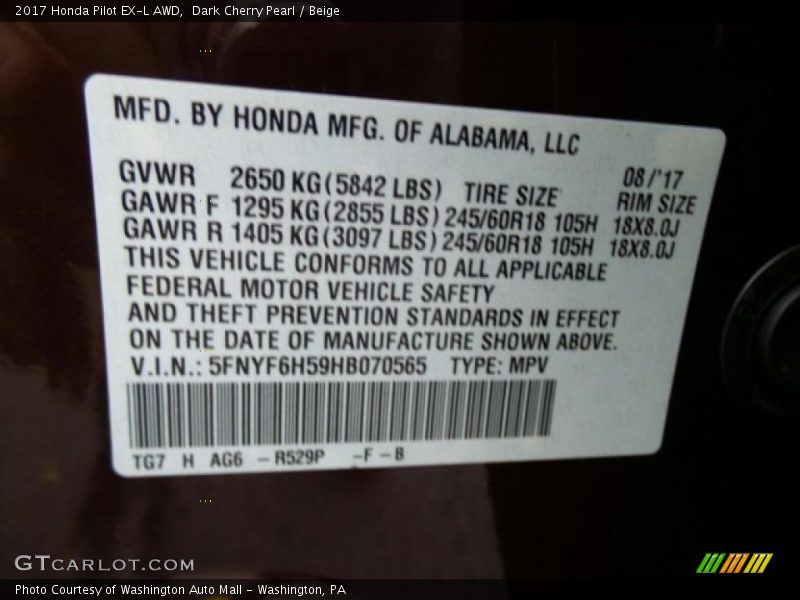 2017 Honda Pilot EX-L AWD, Dark Cherry Pearl / Beige
MFD. BY HONDA MFG. OF ALABAMA, LLC
08/'17
GVWR 2650 KG(5842 LBS) TIRE SIZE RIM SIZE
GAWR F 1295 KG(2855 LBS) 245/60R18 105H 18X8.0J
GAWR R 1405 KG(3097 LBS) 245/60R18 105H 18X8.0J
THIS VEHICLE CONFORMS TO ALL APPLICABLE
FEDERAL MOTOR VEHICLE SAFETY
AND THEFT PREVENTION STANDARDS IN EFFECT
ON THE DATE OF MANUFACTURE SHOWN ABOVE.
V.I.N.: 5FNYF6H59HB070565 TYPE: MPV
TG7 H AG6 - R529P -F - B
GTCARLOT.COM
Photo Courtesy of Washington Auto Mall - Washington, PA